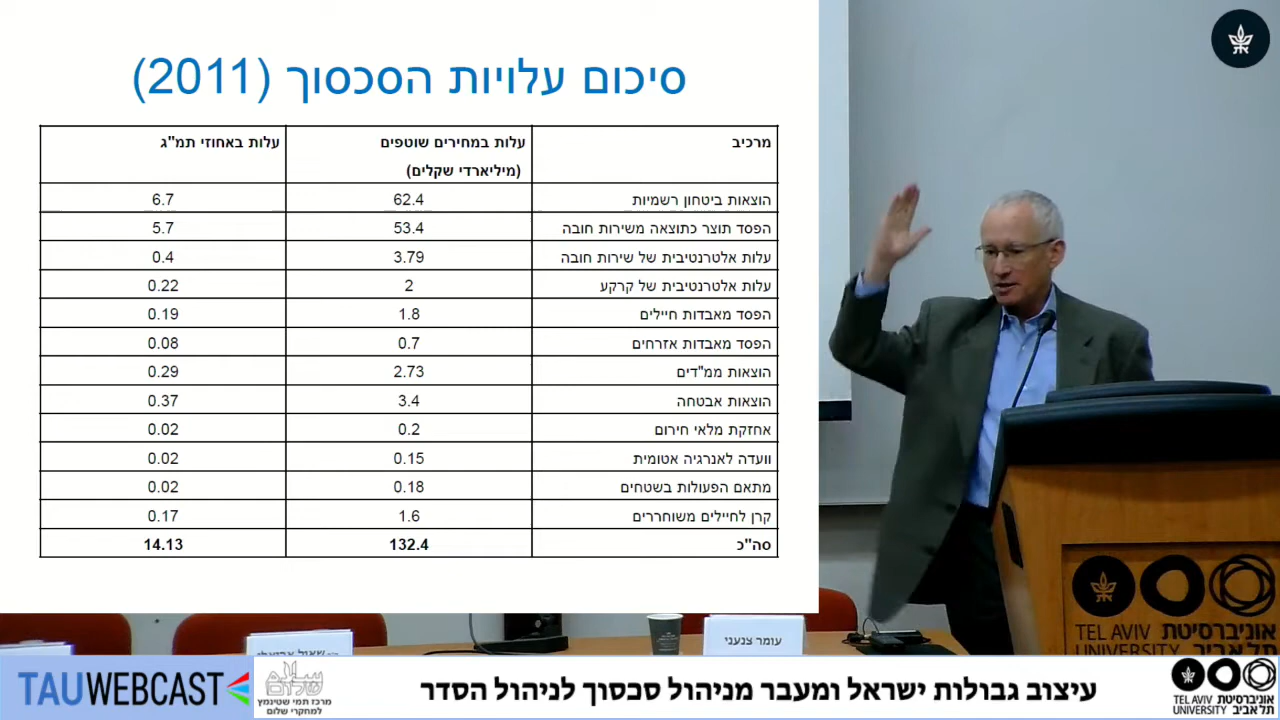 סיכום עלויות הסכסוך (2011)
מרכיב עלות במחירים שוטפים (מיליארדי שקלים) עלות באחוזי תמ"ג
הוצאות ביטחון רשמיות 62.4 6.7
הפסד תוצר כתוצאה משירות חובה 53.4 5.7
עלות אלטרנטיבית של שירות חובה 3.79 0.4
עלות אלטרנטיבית של קרקע 2 0.22
הפסד מאבדות חיילים 1.8 0.19
הפסד מאבדות אזרחים 0.7 0.08
הוצאות ממ"דים 2.73 0.29
הוצאות אבטחה 3.4 0.37
אחזקת מלאי חירום 0.2 0.02
וועדה לאנרגיה אטומית 0.15 0.02
מתאם הפעולות בשטחים 0.18 0.02
קרן לחיילים משוחררים 1.6 0.17
סה"כ 132.4 14.13
עומר צנעני
TEL AVIV אוניברסיטת
UNIVERSITY תל אביב
TAUWEBCAST
שלום
מרכז תמי שטינמץ
למחקרי שלום
עיצוב גבולות ישראל ומעבר מניהול סכסוך לניהול הסדר
TEL AVIV אוניברסיטת
UNIVERSITY תל אביב